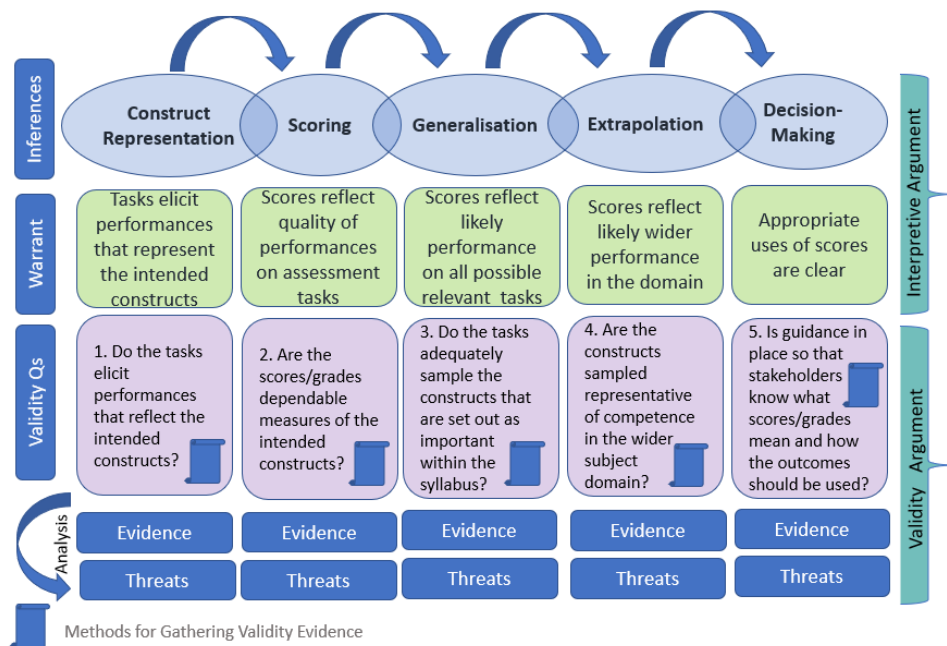 Inferences
Construct
Representation
Scoring
Generalisation
Extrapolation
Decision-
Making
Interpretive Argument
Warrant
Tasks elicit
performances
that represent
the intended
constructs
Scores reflect
quality of
performances
on assessment
tasks
Scores reflect
likely
performance
on all possible
relevant tasks
Scores reflect
likely wider
performance
in the domain
Appropriate
uses of scores
are clear
Validity Qs
1. Do the tasks
elicit
performances
that reflect the
intended
constructs?
2. Are the
scores/grades
dependable
measures of the
intended
constructs?
3. Do the tasks
adequately
sample the
constructs that
are set out as
important
within the
syllabus?
4. Are the
constructs
sampled
representative
of competence
in the wider
subject
domain?
5. Is guidance in
place so that
stakeholders
know what
scores/grades
mean and how
the outcomes
should be used?
Validity Argument
Analysis
Evidence
Evidence
Evidence
Evidence
Evidence
Threats
Threats
Threats
Threats
Threats
Methods for Gathering Validity Evidence